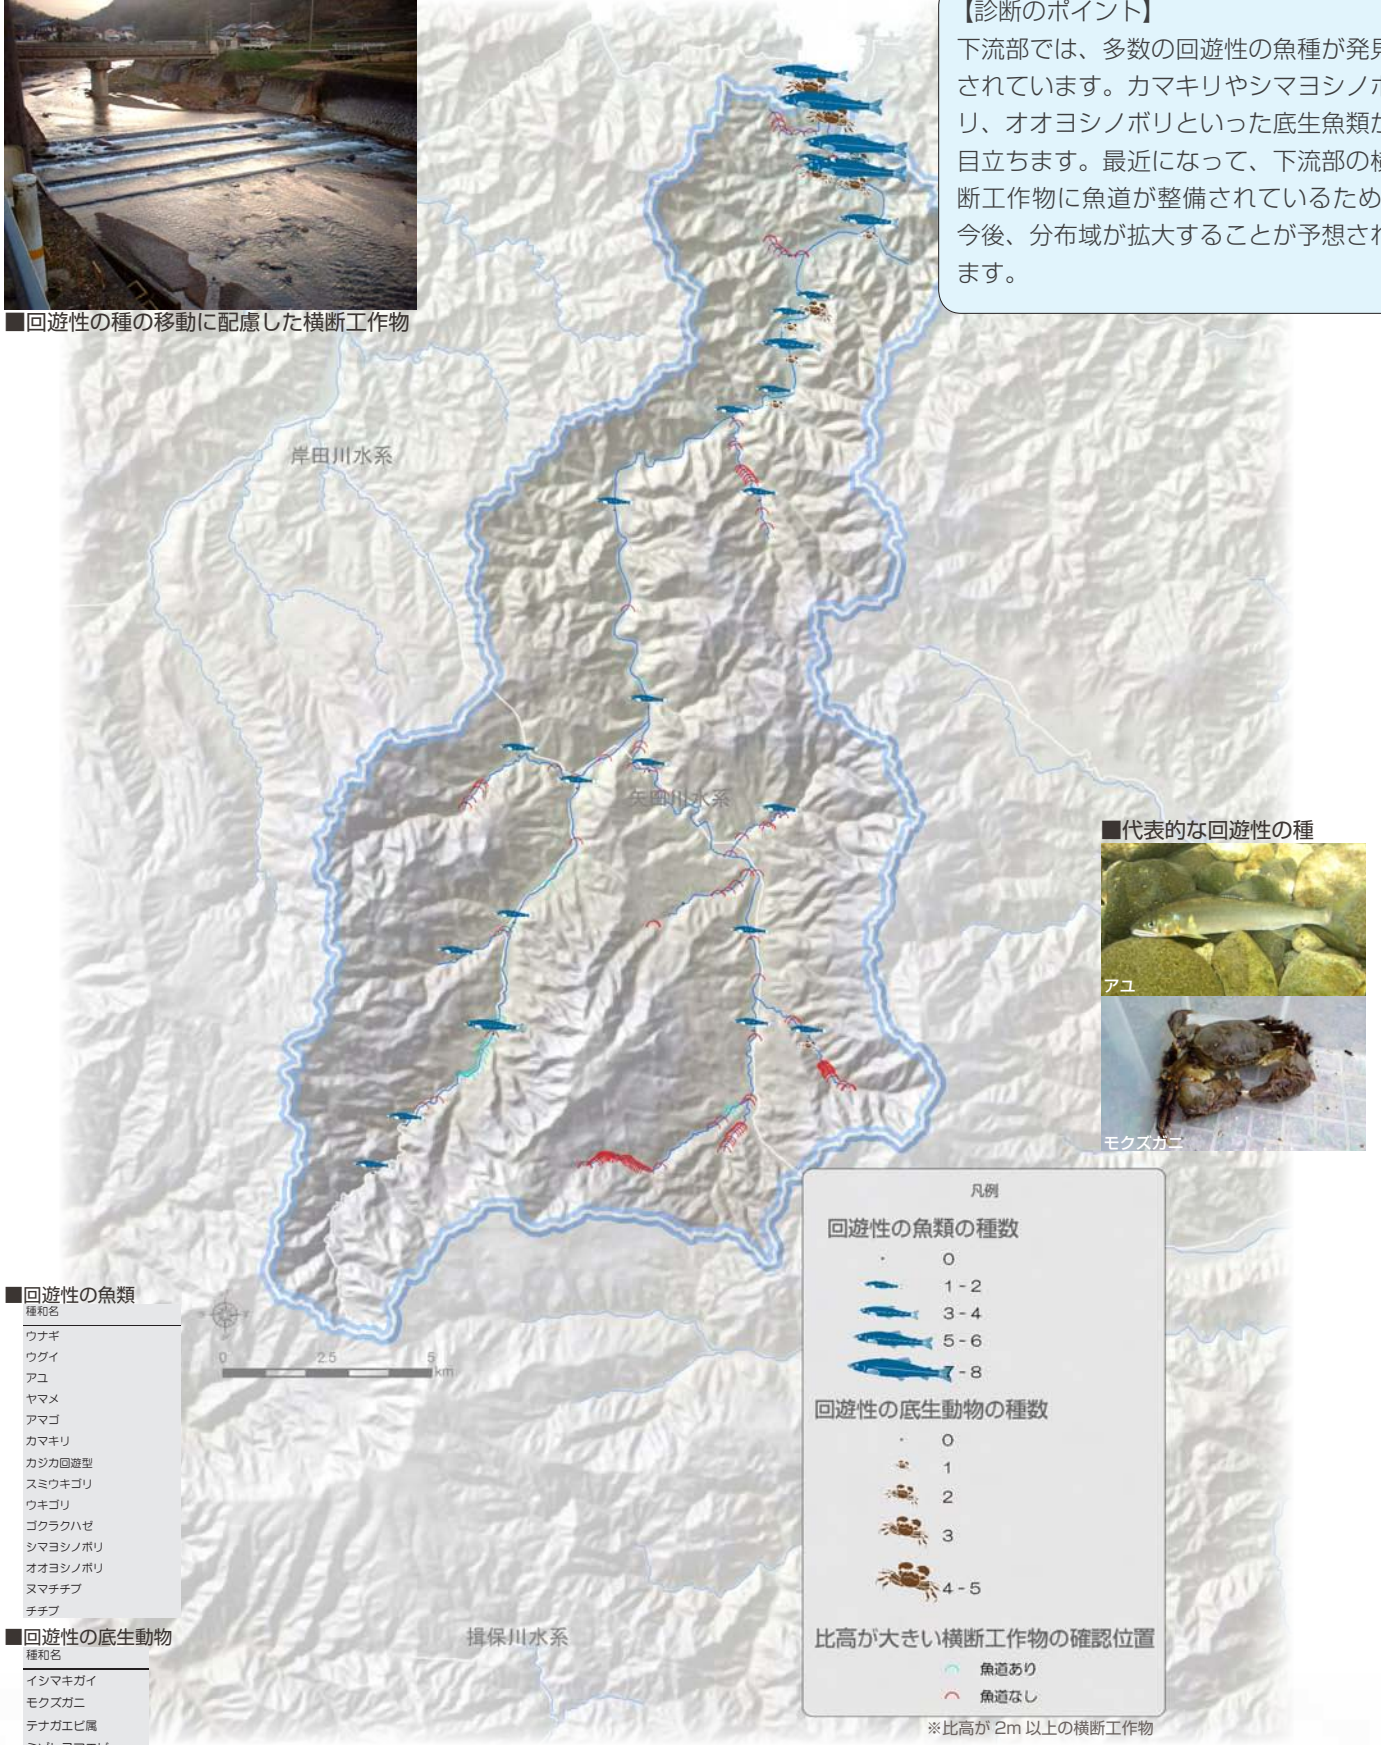 【診断のポイント】
下流部では、多数の回遊性の魚種が発見
されています。カマキリやシマヨシノボ
リ、オオヨシノボリといった底生魚類が
目立ちます。最近になって、下流部の横
断工作物に魚道が整備されているため
今後、分布域が拡大することが予想され
ます。
■回遊性の種の移動に配慮した横断工作物
岸田川水系
矢田川水系
■代表的な回遊性の種
アユ
モクズガニ
凡例
回遊性の魚類の種数
0
1 - 2
3 - 4
5 - 6
7 - 8
回遊性の底生動物の種数
0
1
2
3
4 - 5
比高が大きい横断工作物の確認位置
魚道あり
魚道なし
※比高が 2m 以上の横断工作物
0 2.5 5
km
■回遊性の魚類
種和名
ウナギ
ウグイ
アユ
ヤマメ
アマゴ
カマキリ
カジカ回遊型
スミウキゴリ
ウキゴリ
ゴクラクハゼ
シマヨシノボリ
オオヨシノボリ
ヌマチチブ
チチブ
揖保川水系
■回遊性の底生動物
種和名
イシマキガイ
モクズガニ
テナガエビ属